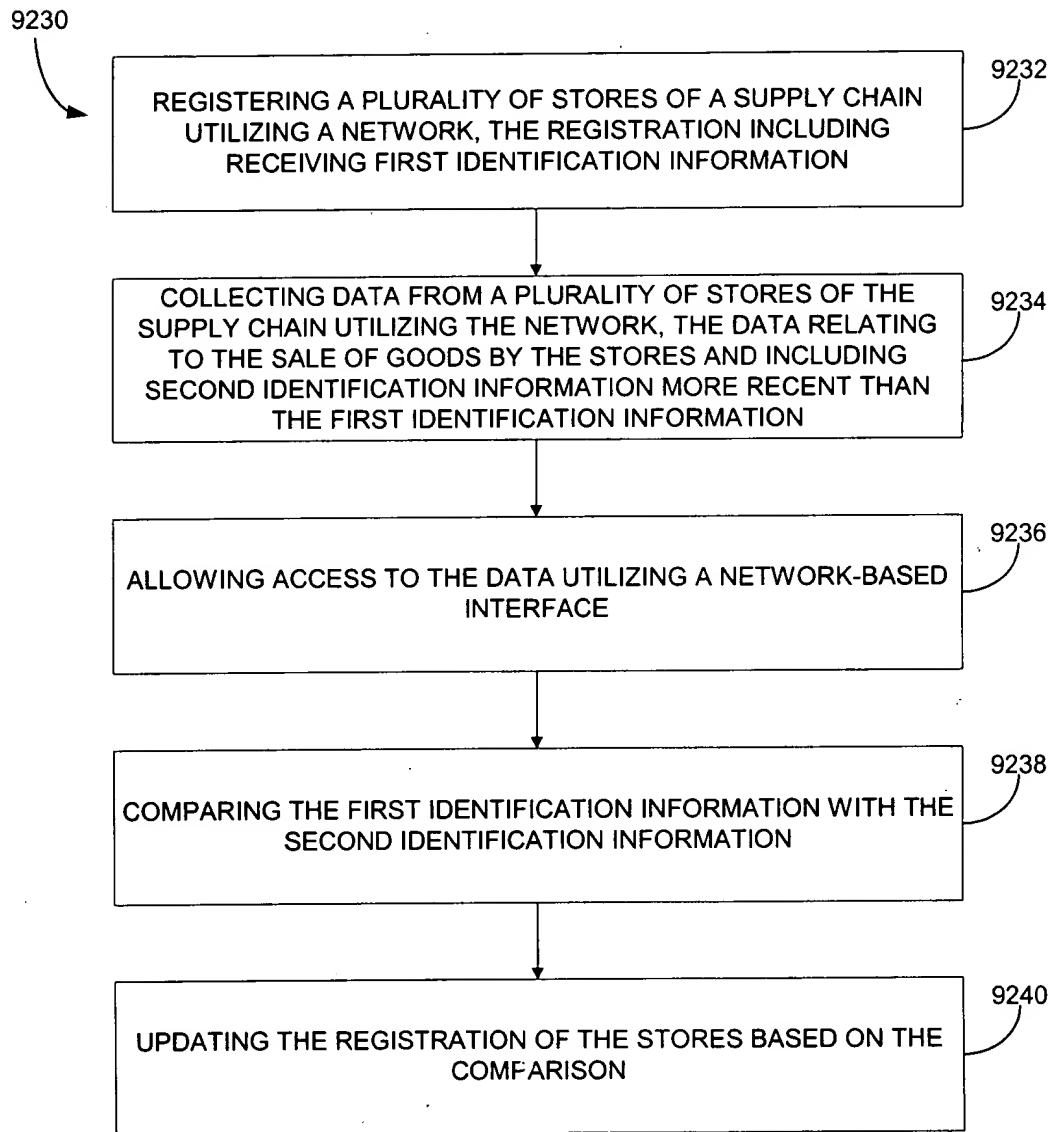 9230
9232
REGISTERING A PLURALITY OF STORES OF A SUPPLY CHAIN
UTILIZING A NETWORK, THE REGISTRATION INCLUDING
RECEIVING FIRST IDENTIFICATION INFORMATION
9234
COLLECTING DATA FROM A PLURALITY OF STORES OF THE
SUPPLY CHAIN UTILIZING THE NETWORK, THE DATA RELATING
TO THE SALE OF GOODS BY THE STORES AND INCLUDING
SECOND IDENTIFICATION INFORMATION MORE RECENT THAN
THE FIRST IDENTIFICATION INFORMATION
9236
ALLOWING ACCESS TO THE DATA UTILIZING A NETWORK-BASED
INTERFACE
9238
COMPARING THE FIRST IDENTIFICATION INFORMATION WITH THE
SECOND IDENTIFICATION INFORMATION
9240
UPDATING THE REGISTRATION OF THE STORES BASED ON THE
COMPARISON